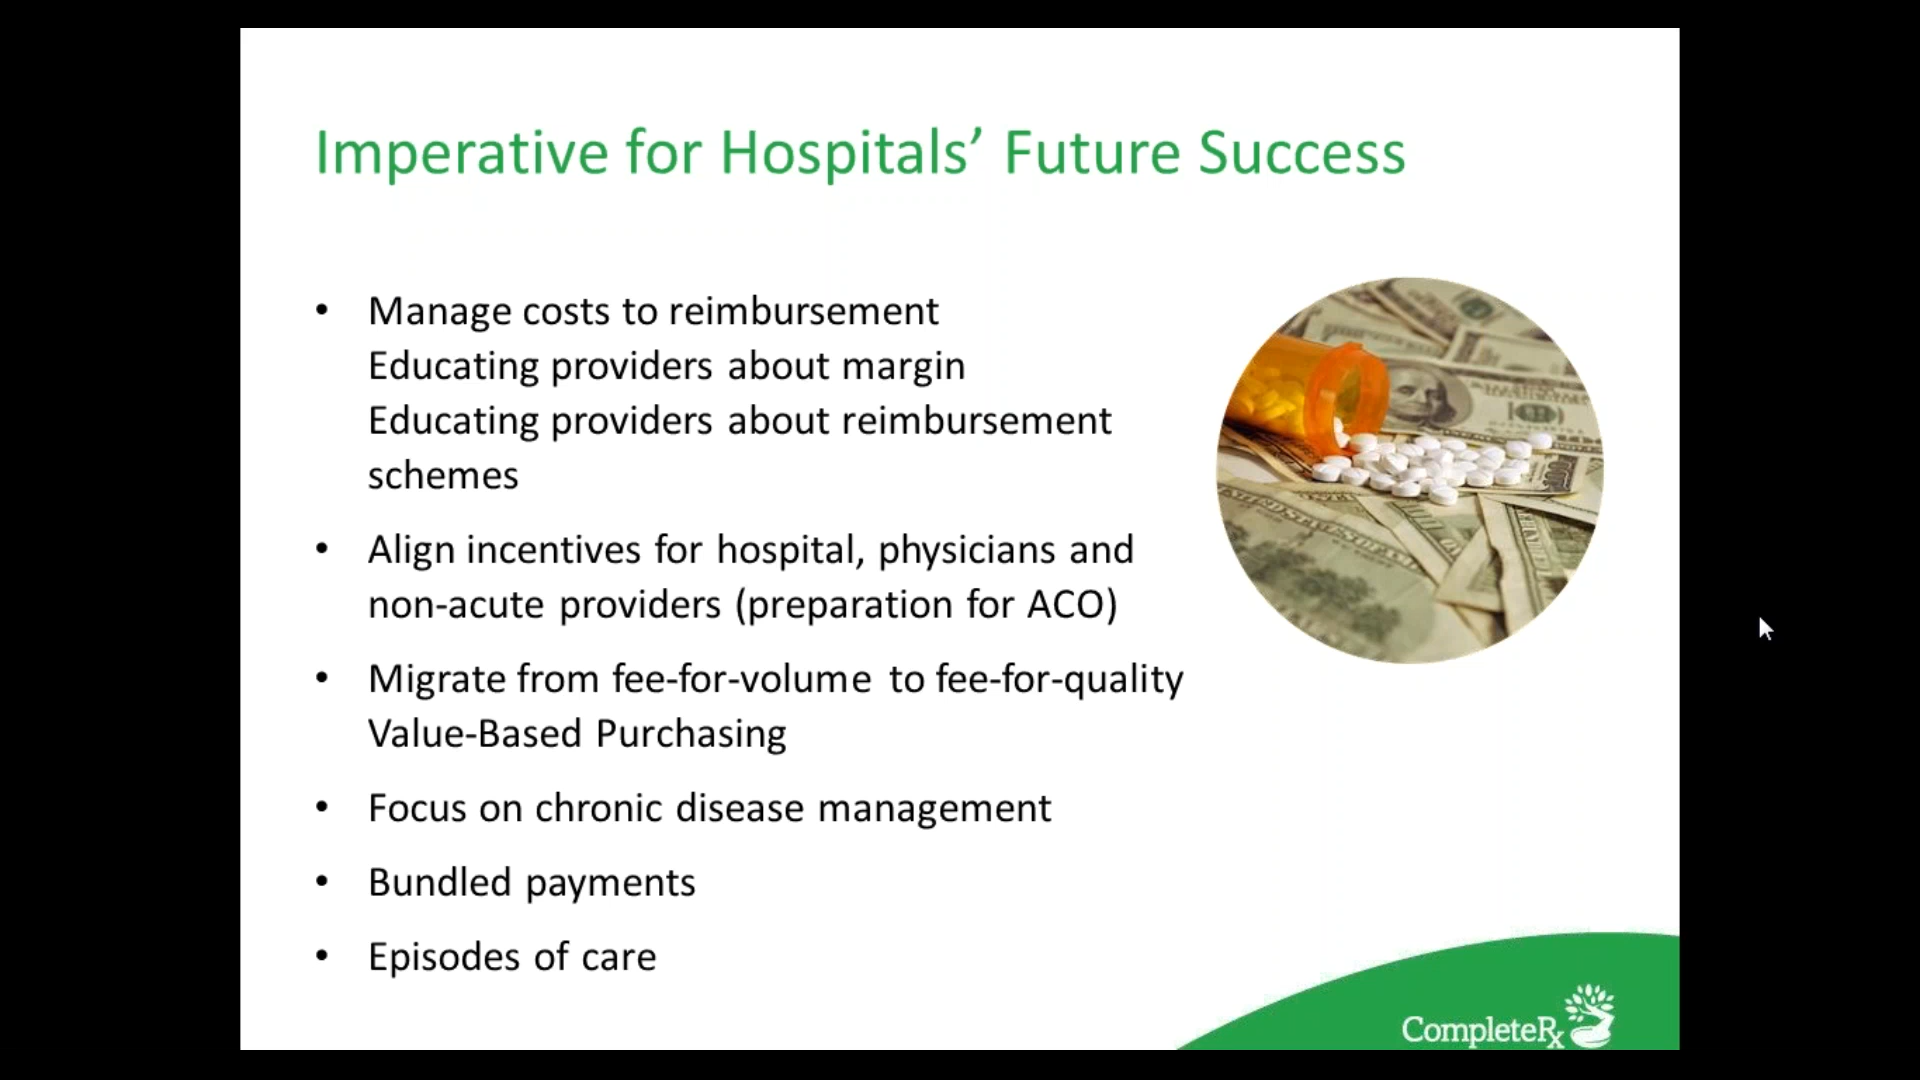 Imperative for Hospitals’ Future Success
• Manage costs to reimbursement
Educating providers about margin
Educating providers about reimbursement
schemes
• Align incentives for hospital, physicians and
non-acute providers (preparation for ACO)
• Migrate from fee-for-volume to fee-for-quality
Value-Based Purchasing
• Focus on chronic disease management
• Bundled payments
• Episodes of care
CompleteRx